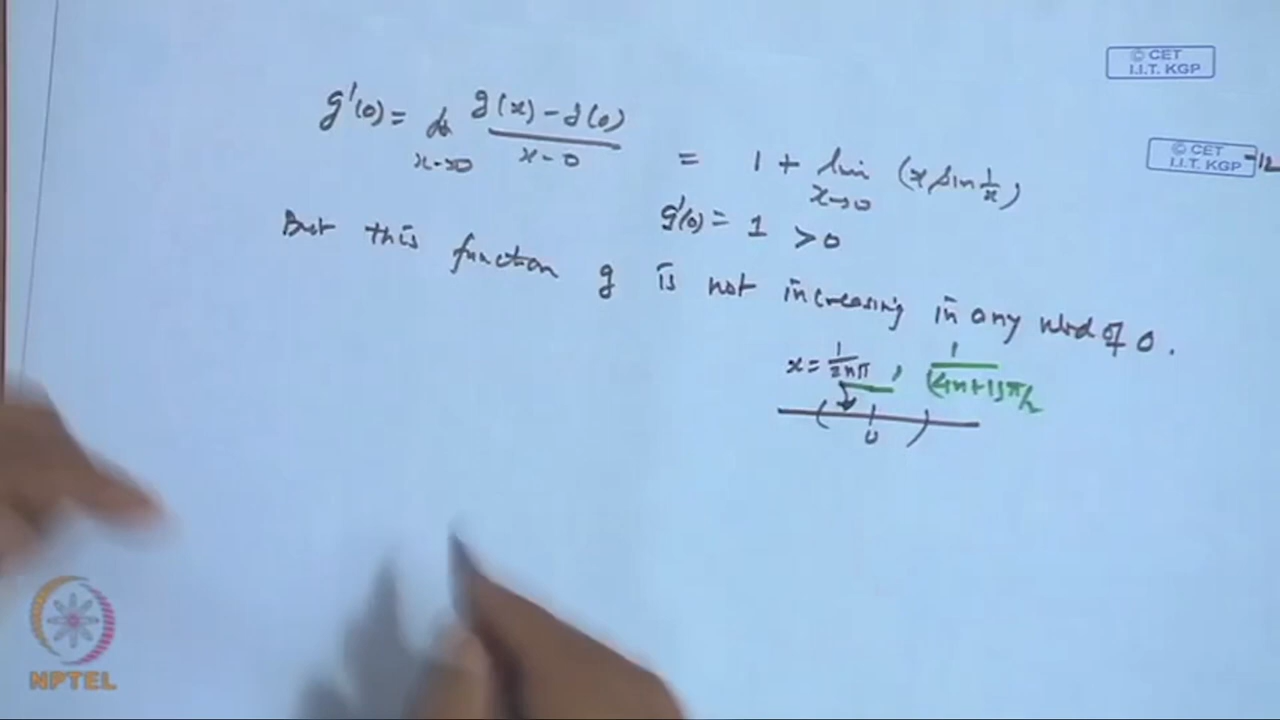 © CET
I.I.T. KGP
© CET
I.I.T. KGP
g'(0) = lim x→0 g(x) - g(0) / x - 0 = 1 + lim x→0 (x sin 1/x)
g'(0) = 1 > 0
But this function g is not increasing in any nbd of 0.
x = 1/2nπ , 1/(4n+1)π/2
( 0 )
NPTEL